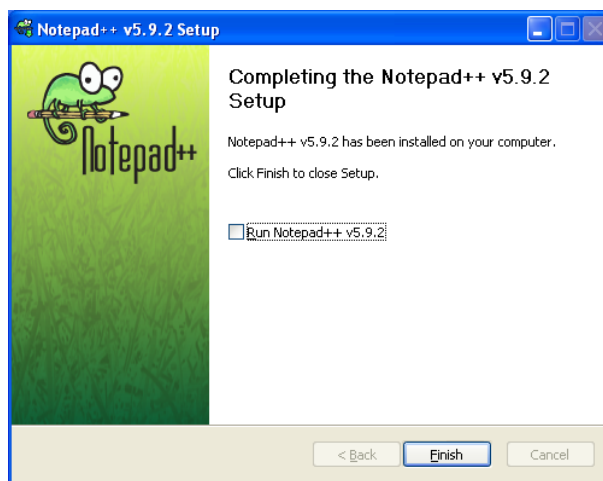 Notepad++ v5.9.2 Setup
Notepad++
Completing the Notepad++ v5.9.2
Setup
Notepad++ v5.9.2 has been installed on your computer.
Click Finish to close Setup.
Run Notepad++ v5.9.2
< Back
Finish
Cancel